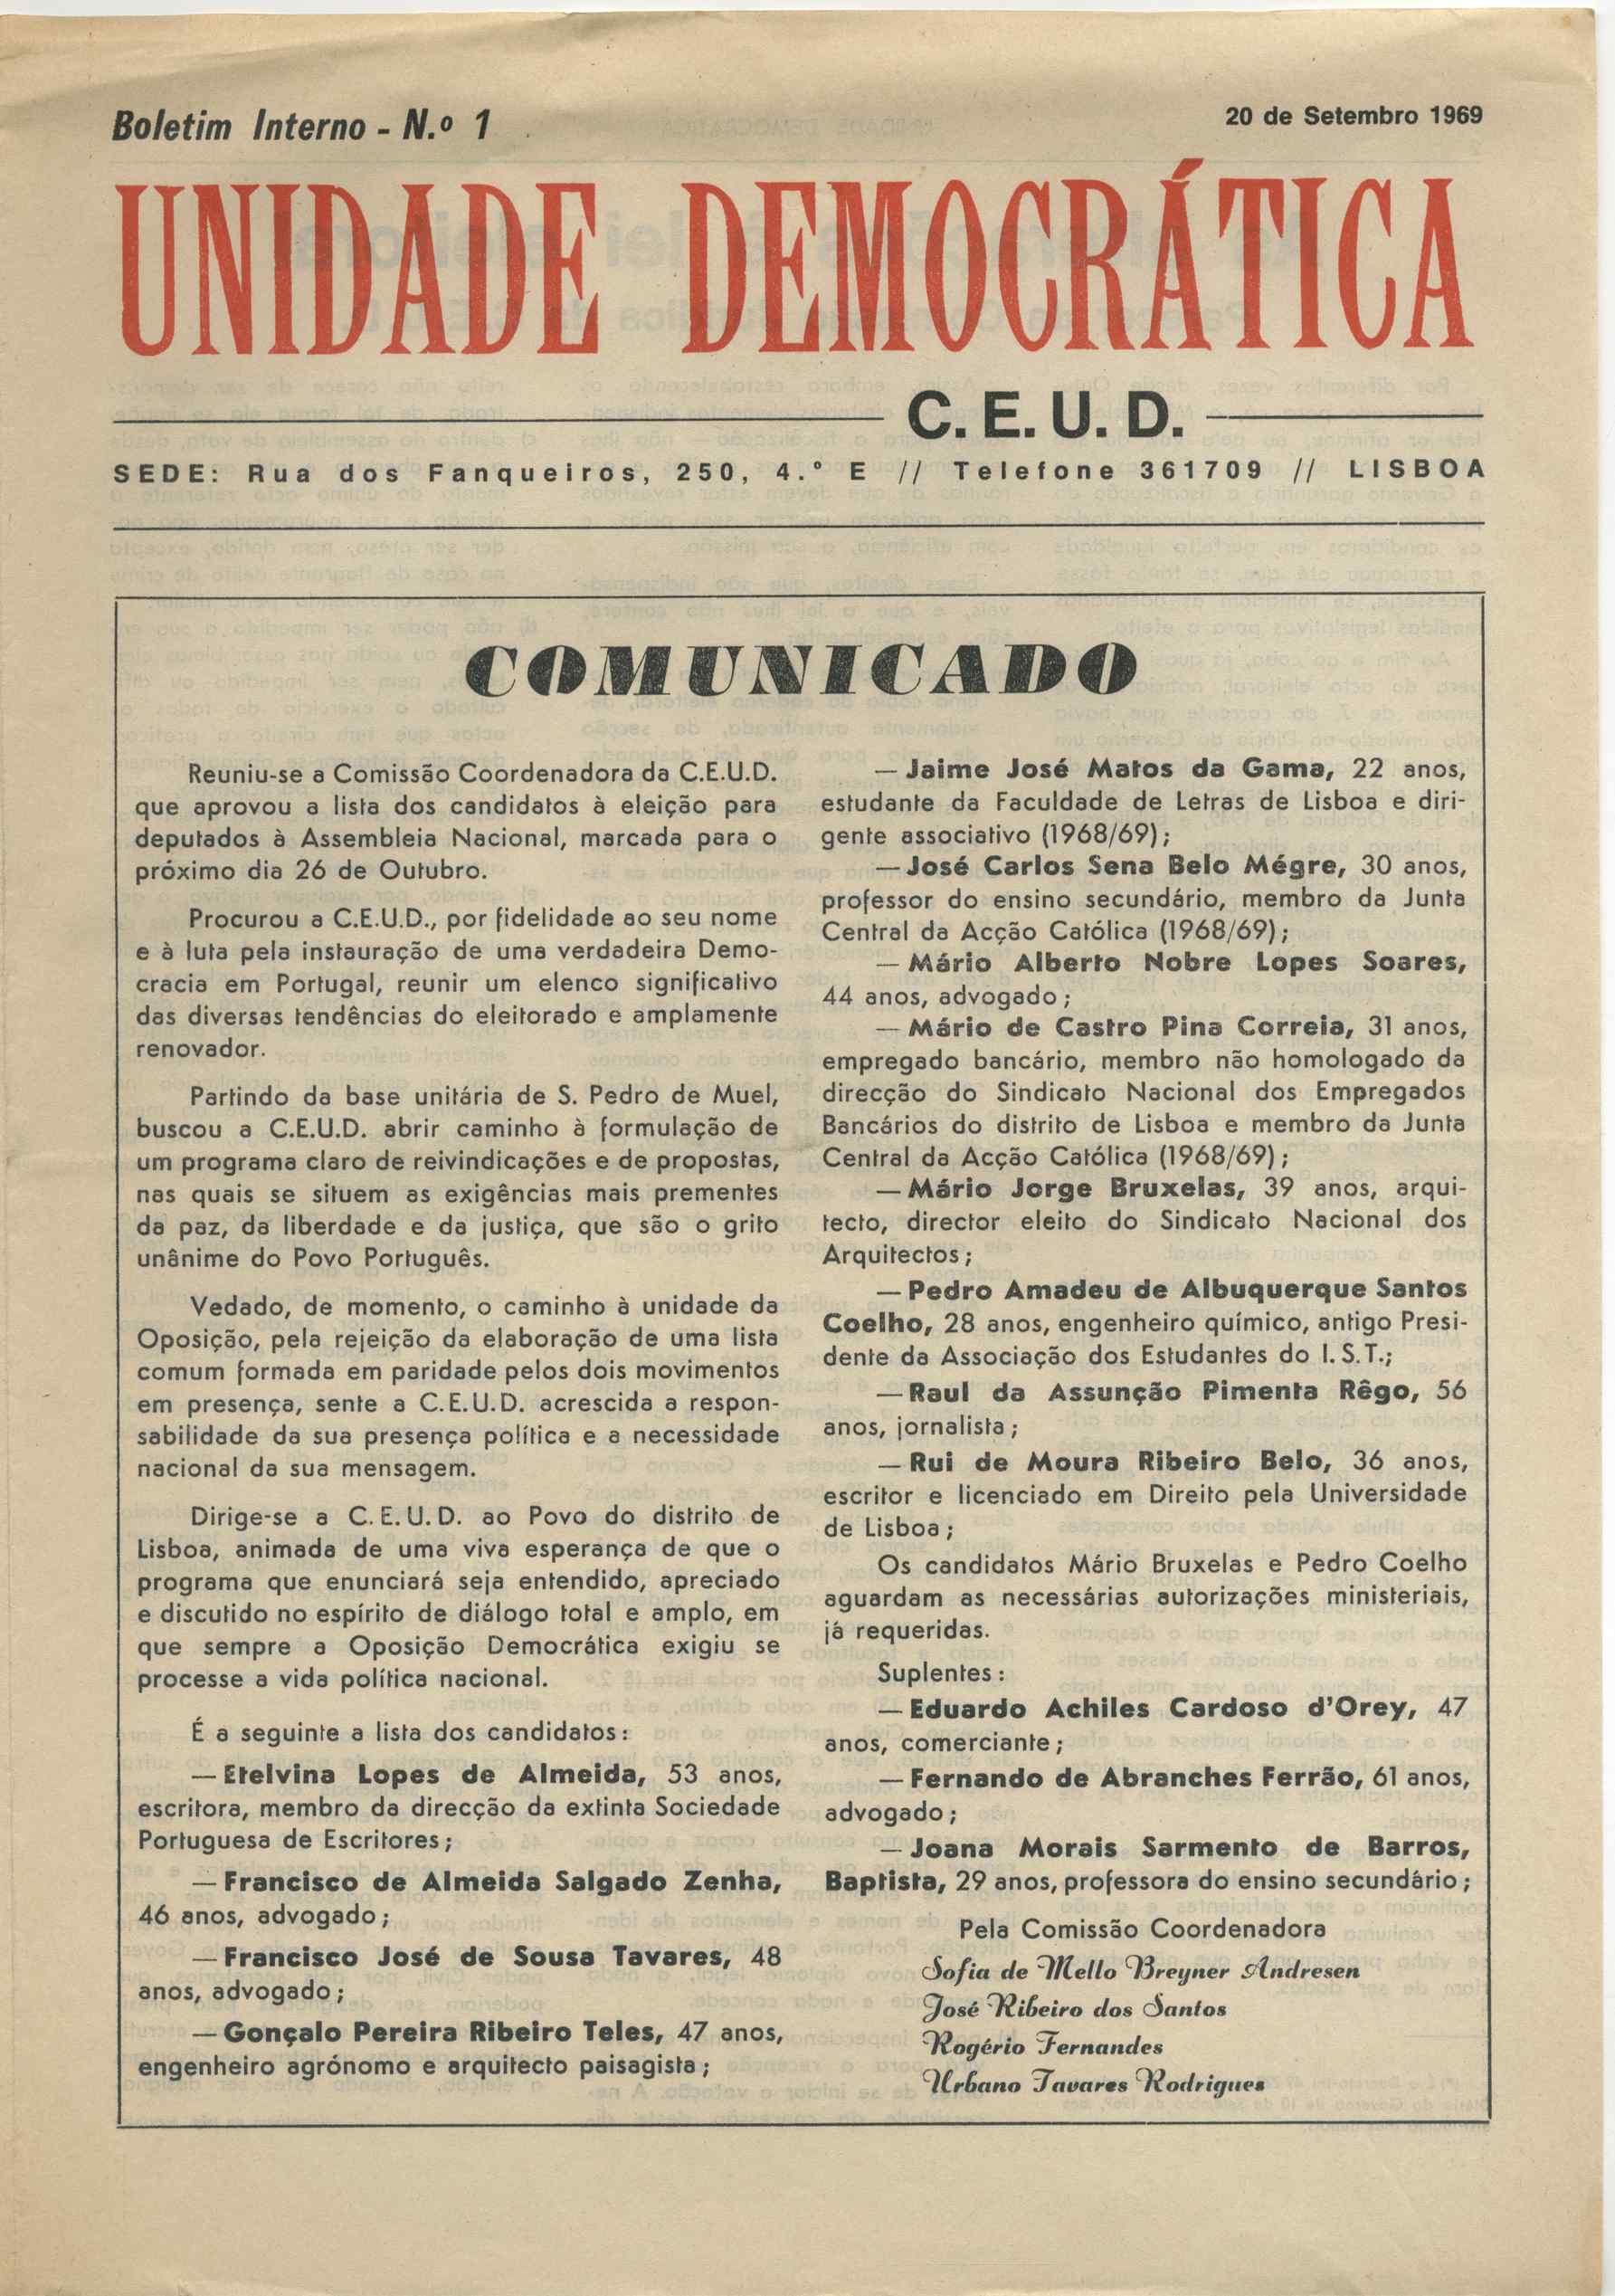 Boletim Interno - N.º 1
20 de Setembro 1969
UNIDADE DEMOCRÁTICA
C. E. U. D.
SEDE: Rua dos Fanqueiros, 250, 4.º E // Telefone 361709 // LISBOA
COMUNICADO
Reuniu-se a Comissão Coordenadora da C.E.U.D.
que aprovou a lista dos candidatos à eleição para
deputados à Assembleia Nacional, marcada para o
próximo dia 26 de Outubro.
Procurou a C.E.U.D., por fidelidade ao seu nome
e à luta pela instauração de uma verdadeira Demo-
cracia em Portugal, reunir um elenco significativo
das diversas tendências do eleitorado e amplamente
renovador.
Partindo da base unitária de S. Pedro de Muel,
buscou a C.E.U.D. abrir caminho à formulação de
um programa claro de reivindicações e de propostas,
nas quais se situem as exigências mais prementes
da paz, da liberdade e da justiça, que são o grito
unânime do Povo Português.
Vedado, de momento, o caminho à unidade da
Oposição, pela rejeição da elaboração de uma lista
comum formada em paridade pelos dois movimentos
em presença, sente a C.E.U.D. acrescida a respon-
sabilidade da sua presença política e a necessidade
nacional da sua mensagem.
Dirige-se a C.E.U.D. ao Povo do distrito de
Lisboa, animada de uma viva esperança de que o
programa que enunciará seja entendido, apreciado
e discutido no espírito de diálogo total e amplo, em
que sempre a Oposição Democrática exigiu se
processe a vida política nacional.
É a seguinte a lista dos candidatos:
— Etelvina Lopes de Almeida, 53 anos,
escritora, membro da direcção da extinta Sociedade
Portuguesa de Escritores;
— Francisco de Almeida Salgado Zenha,
46 anos, advogado;
— Francisco José de Sousa Tavares, 48
anos, advogado;
— Gonçalo Pereira Ribeiro Teles, 47 anos,
engenheiro agrónomo e arquitecto paisagista;
— Jaime José Matos da Gama, 22 anos,
estudante da Faculdade de Letras de Lisboa e diri-
gente associativo (1968/69);
— José Carlos Sena Belo Mégre, 30 anos,
professor do ensino secundário, membro da Junta
Central da Acção Católica (1968/69);
— Mário Alberto Nobre Lopes Soares,
44 anos, advogado;
— Mário de Castro Pina Correia, 31 anos,
empregado bancário, membro não homologado da
direcção do Sindicato Nacional dos Empregados
Bancários do distrito de Lisboa e membro da Junta
Central da Acção Católica (1968/69);
— Mário Jorge Bruxelas, 39 anos, arqui-
tecto, director eleito do Sindicato Nacional dos
Arquitectos;
— Pedro Amadeu de Albuquerque Santos
Coelho, 28 anos, engenheiro químico, antigo Presi-
dente da Associação dos Estudantes do I.S.T.;
— Raul da Assunção Pimenta Rêgo, 56
anos, jornalista;
— Rui de Moura Ribeiro Belo, 36 anos,
escritor e licenciado em Direito pela Universidade
de Lisboa;
Os candidatos Mário Bruxelas e Pedro Coelho
aguardam as necessárias autorizações ministeriais,
já requeridas.
Suplentes:
— Eduardo Achiles Cardoso d'Orey, 47
anos, comerciante;
— Fernando de Abranches Ferrão, 61 anos,
advogado;
— Joana Morais Sarmento de Barros,
Baptista, 29 anos, professora do ensino secundário;
Pela Comissão Coordenadora
Sofia de Mello Breyner Andresen
José Ribeiro dos Santos
Rogério Fernandes
Urbano Tavares Rodrigues